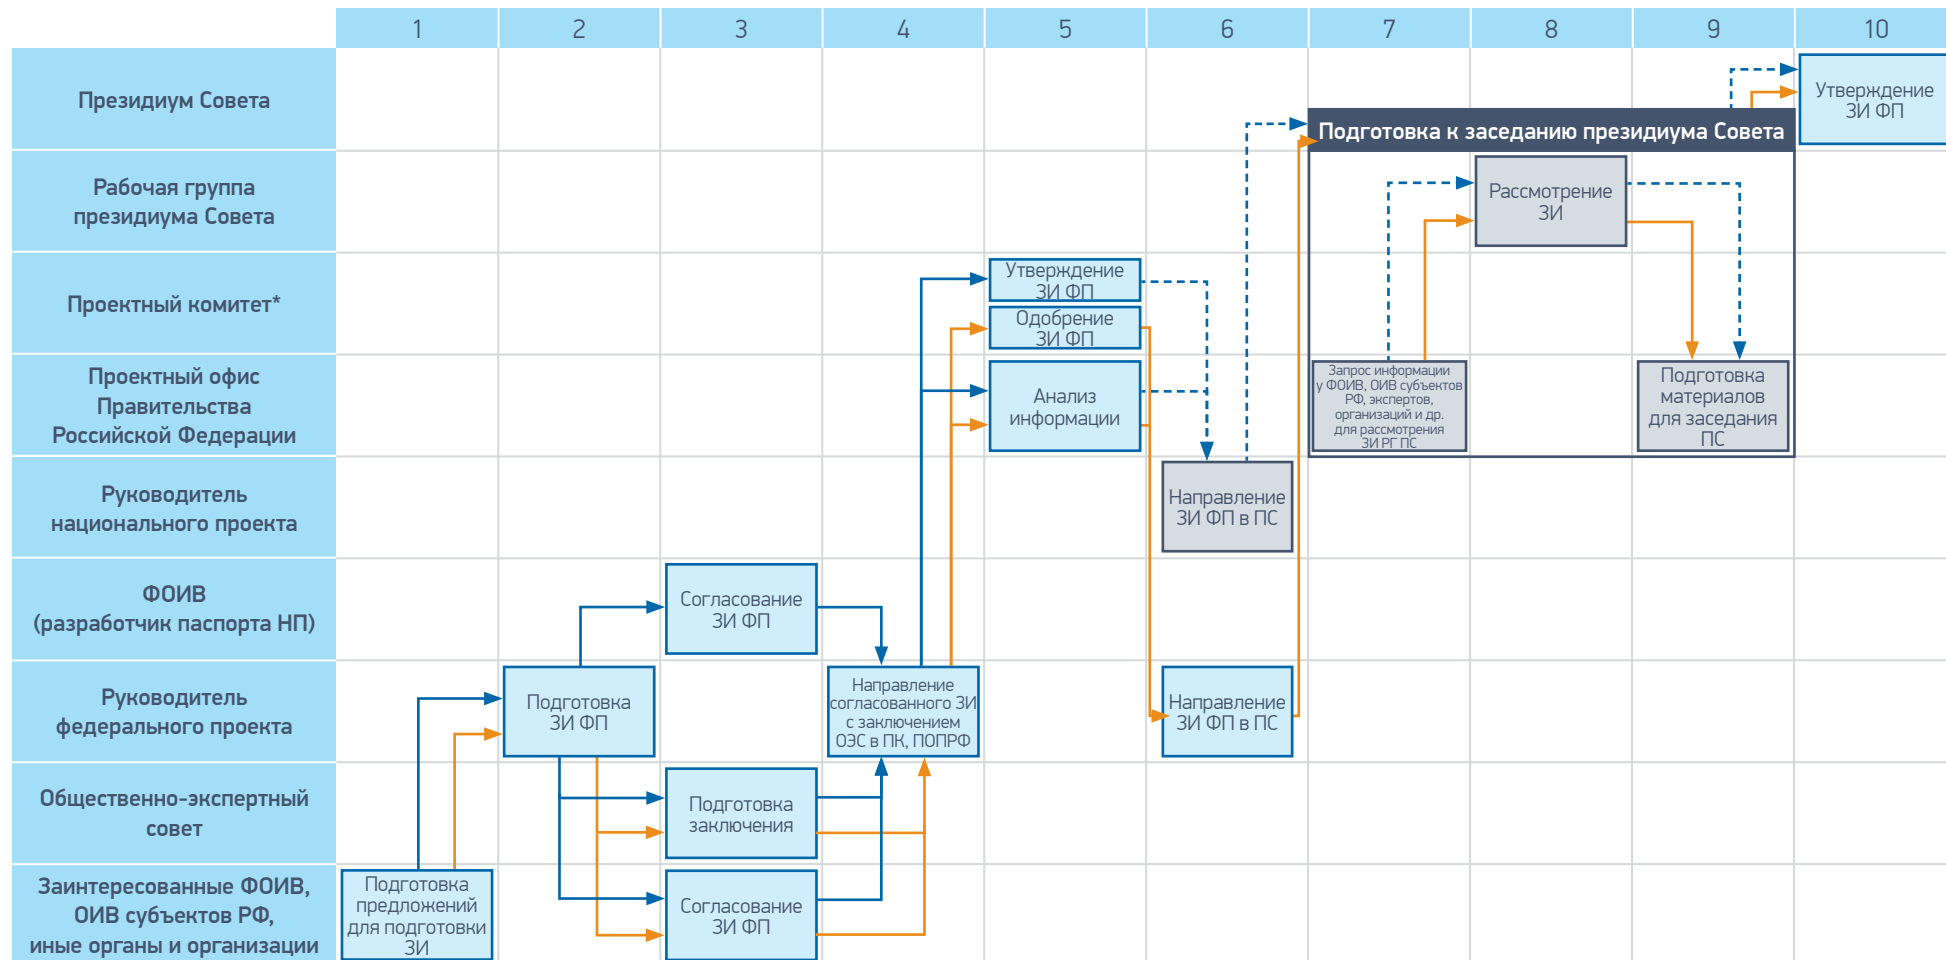 1 2 3 4 5 6 7 8 9 10
Президиум Совета
Утверждение
ЗИ ФП
Подготовка к заседанию президиума Совета
Рабочая группа
президиума Совета
Рассмотрение
ЗИ
Проектный комитет*
Утверждение
ЗИ ФП
Одобрение
ЗИ ФП
Проектный офис
Правительства
Российской Федерации
Анализ
информации
Запрос информации
у ФОИВ, ОИВ субъектов
РФ, экспертов,
организаций и др.
для рассмотрения
ЗИ РГ ПС
Подготовка
материалов
для заседания
ПС
Руководитель
национального проекта
Направление
ЗИ ФП в ПС
ФОИВ
(разработчик паспорта НП)
Согласование
ЗИ ФП
Руководитель
федерального проекта
Подготовка
ЗИ ФП
Направление
согласованного ЗИ
с заключением
ОЭС в ПК, ПОПРФ
Направление
ЗИ ФП в ПС
Общественно-экспертный
совет
Подготовка
заключения
Заинтересованные ФОИВ,
ОИВ субъектов РФ,
иные органы и организации
Подготовка
предложений
для подготовки
ЗИ
Согласование
ЗИ ФП